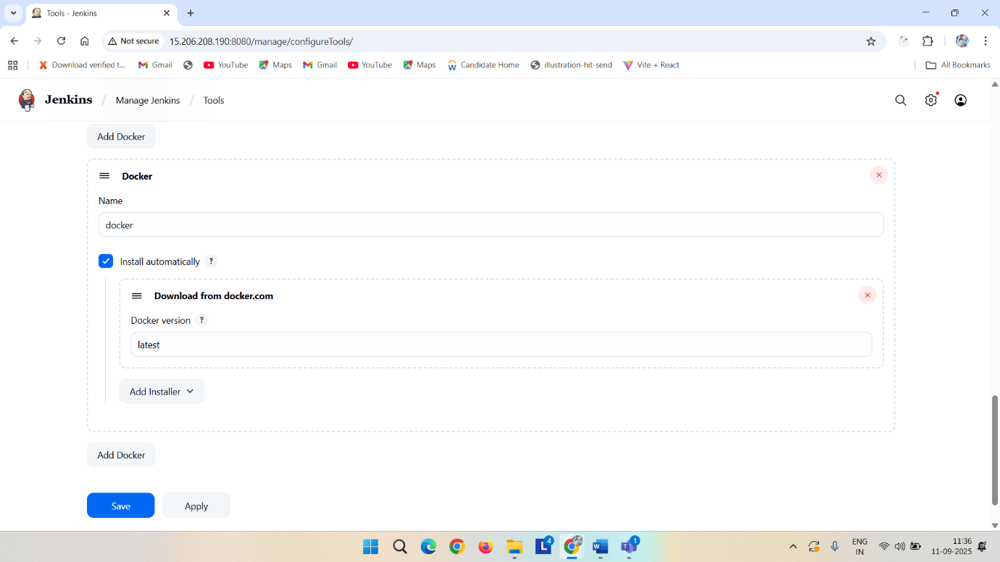 Tools - Jenkins
Not secure 15.206.208.190:8080/manage/configureTools/
Download verified t... Gmail YouTube Maps Gmail YouTube Maps Candidate Home illustration-hit-send Vite + React All Bookmarks
Jenkins / Manage Jenkins / Tools
Add Docker
Docker
Name
docker
Install automatically ?
Download from docker.com
Docker version ?
latest
Add Installer
Add Docker
Save Apply
4 1
ENG 11:36
IN 11-09-2025